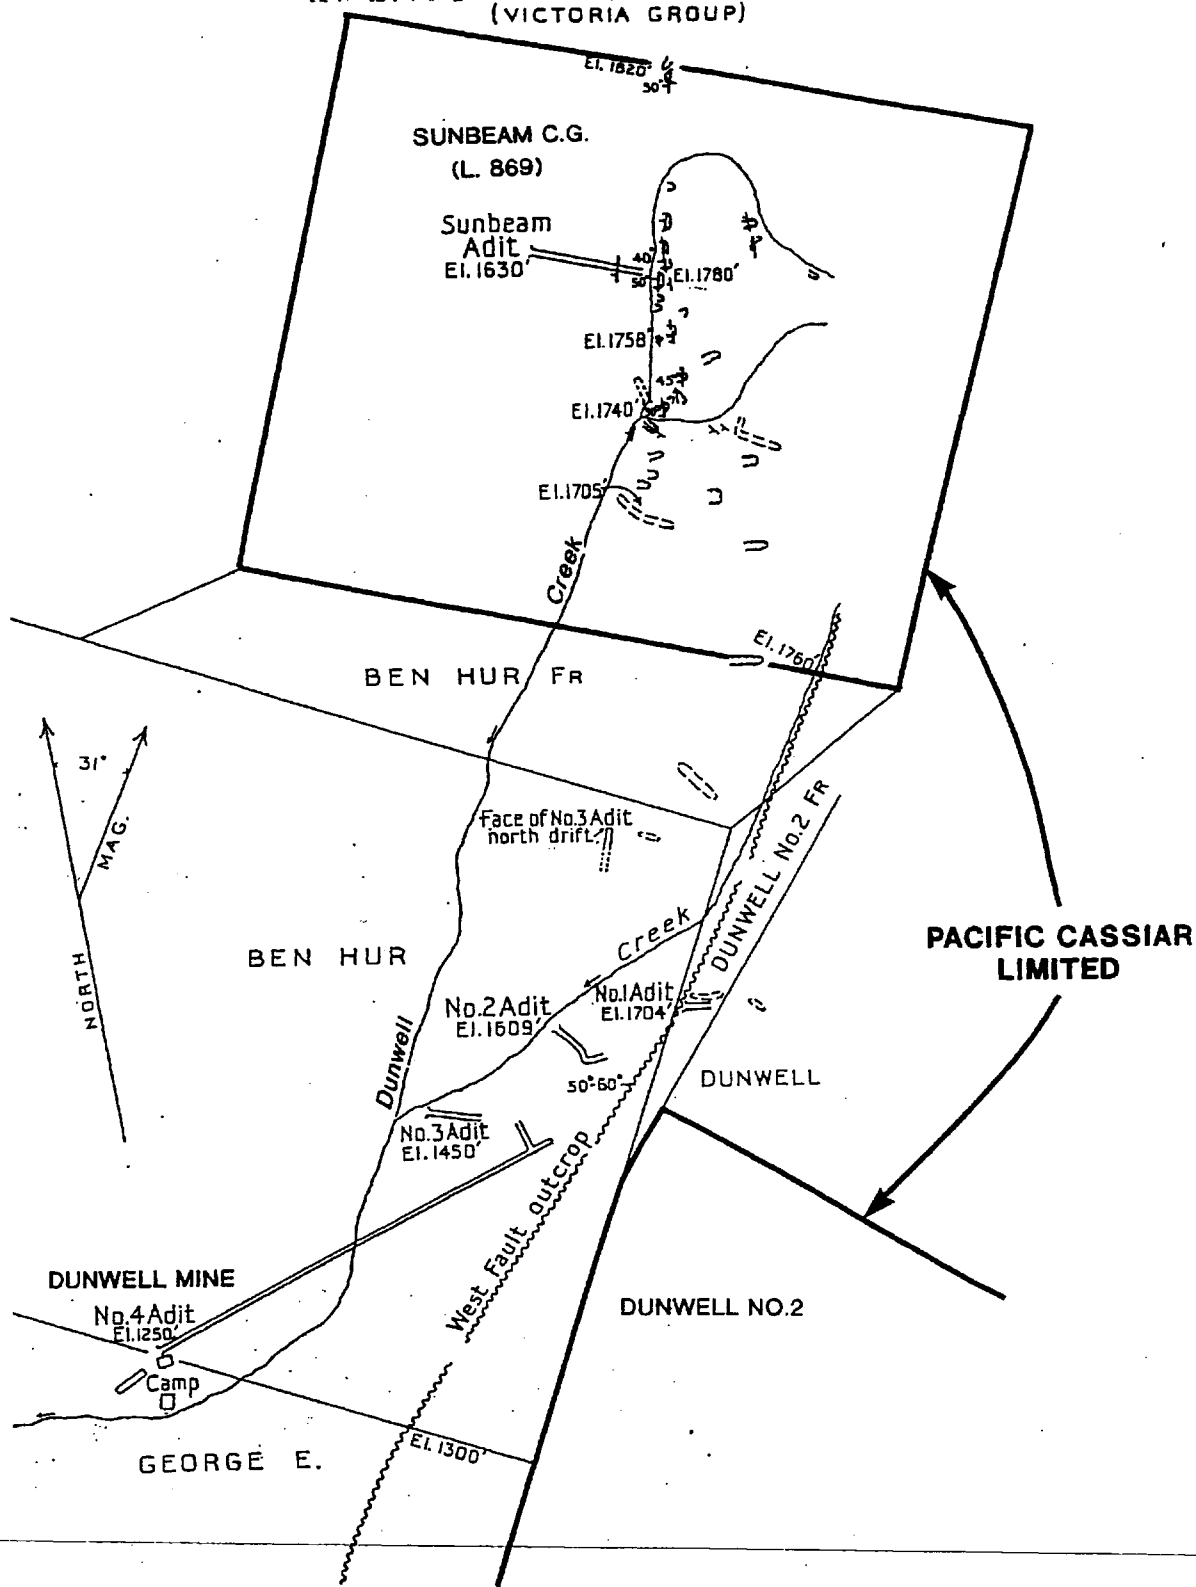 (VICTORIA GROUP)
El. 1820'
50°
SUNBEAM C.G.
(L. 869)
Sunbeam
Adit
El. 1630'
40°
50°
El. 1780'
El. 1758'
45°
El. 1740'
El. 1705'
Creek
El. 1760'
BEN HUR FR
31°
MAG.
NORTH
Face of No.3 Adit
north drift
DUNWELL No.2 FR
Creek
BEN HUR
PACIFIC CASSIAR
LIMITED
No.2 Adit
El. 1609'
No.1 Adit
El. 1704'
Dunwell
50°-60°
DUNWELL
No.3 Adit
El. 1450'
West Fault outcrop
DUNWELL MINE
No.4 Adit
El. 1250'
DUNWELL NO.2
Camp
El. 1300'
GEORGE E.